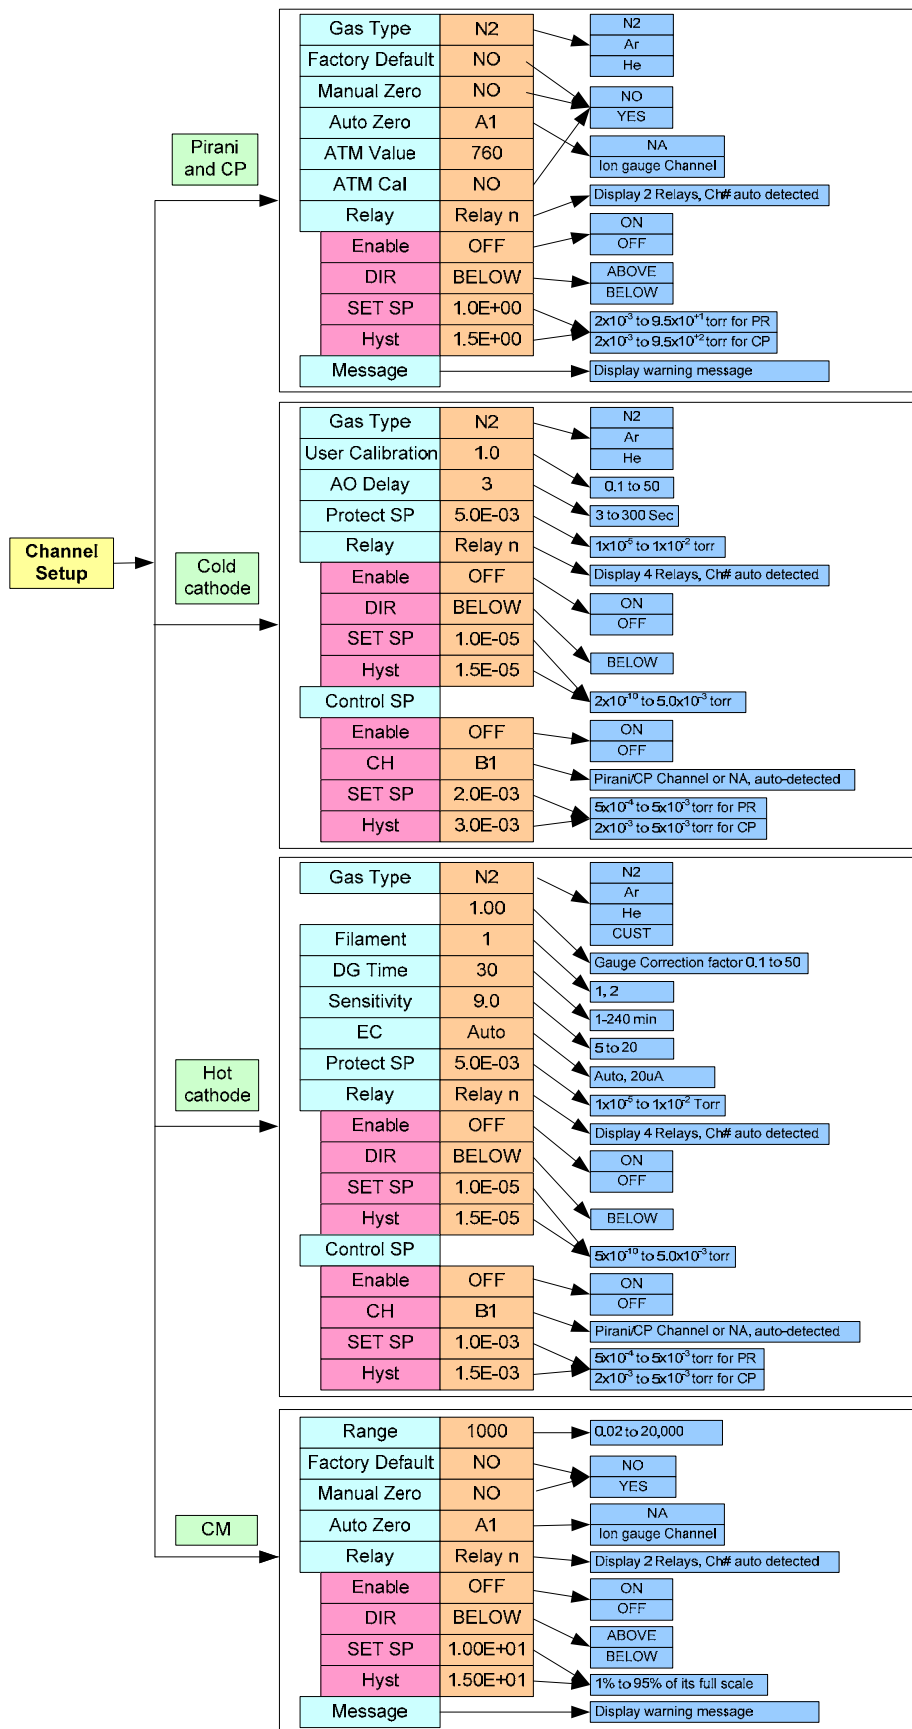 Channel
Setup
Pirani
and CP
Gas Type N2 N2
Ar
He
Factory Default NO
Manual Zero NO NO
YES
Auto Zero A1 NA
Ion gauge Channel
ATM Value 760
ATM Cal NO
Relay Relay n Display 2 Relays, Ch# auto detected
Enable OFF ON
OFF
DIR BELOW ABOVE
BELOW
SET SP 1.0E+00 2x10⁻³ to 9.5x10⁺¹ torr for PR
Hyst 1.5E+00 2x10⁻³ to 9.5x10⁺² torr for CP
Message Display warning message
Cold
cathode
Gas Type N2 N2
Ar
He
User Calibration 1.0 0.1 to 50
AO Delay 3 3 to 300 Sec
Protect SP 5.0E-03 1x10⁻⁵ to 1x10⁻² torr
Relay Relay n Display 4 Relays, Ch# auto detected
Enable OFF ON
OFF
DIR BELOW BELOW
SET SP 1.0E-05
Hyst 1.5E-05 2x10⁻¹⁰ to 5.0x10⁻³ torr
Control SP
Enable OFF ON
OFF
CH B1 Pirani/CP Channel or NA, auto-detected
SET SP 2.0E-03 5x10⁻⁴ to 5x10⁻³ torr for PR
Hyst 3.0E-03 2x10⁻³ to 5x10⁻³ torr for CP
Hot
cathode
Gas Type N2 N2
Ar
He
CUST
1.00 Gauge Correction factor 0.1 to 50
Filament 1 1, 2
DG Time 30 1-240 min
Sensitivity 9.0 5 to 20
EC Auto Auto, 20uA
Protect SP 5.0E-03 1x10⁻⁵ to 1x10⁻² Torr
Relay Relay n Display 4 Relays, Ch# auto detected
Enable OFF ON
OFF
DIR BELOW BELOW
SET SP 1.0E-05
Hyst 1.5E-05 5x10⁻¹⁰ to 5.0x10⁻³ torr
Control SP
Enable OFF ON
OFF
CH B1 Pirani/CP Channel or NA, auto-detected
SET SP 1.0E-03 5x10⁻⁴ to 5x10⁻³ torr for PR
Hyst 1.5E-03 2x10⁻³ to 5x10⁻³ torr for CP
CM
Range 1000 0.02 to 20,000
Factory Default NO NO
YES
Manual Zero NO
Auto Zero A1 NA
Ion gauge Channel
Relay Relay n Display 2 Relays, Ch# auto detected
Enable OFF ON
OFF
DIR BELOW ABOVE
BELOW
SET SP 1.00E+01
Hyst 1.50E+01 1% to 95% of its full scale
Message Display warning message